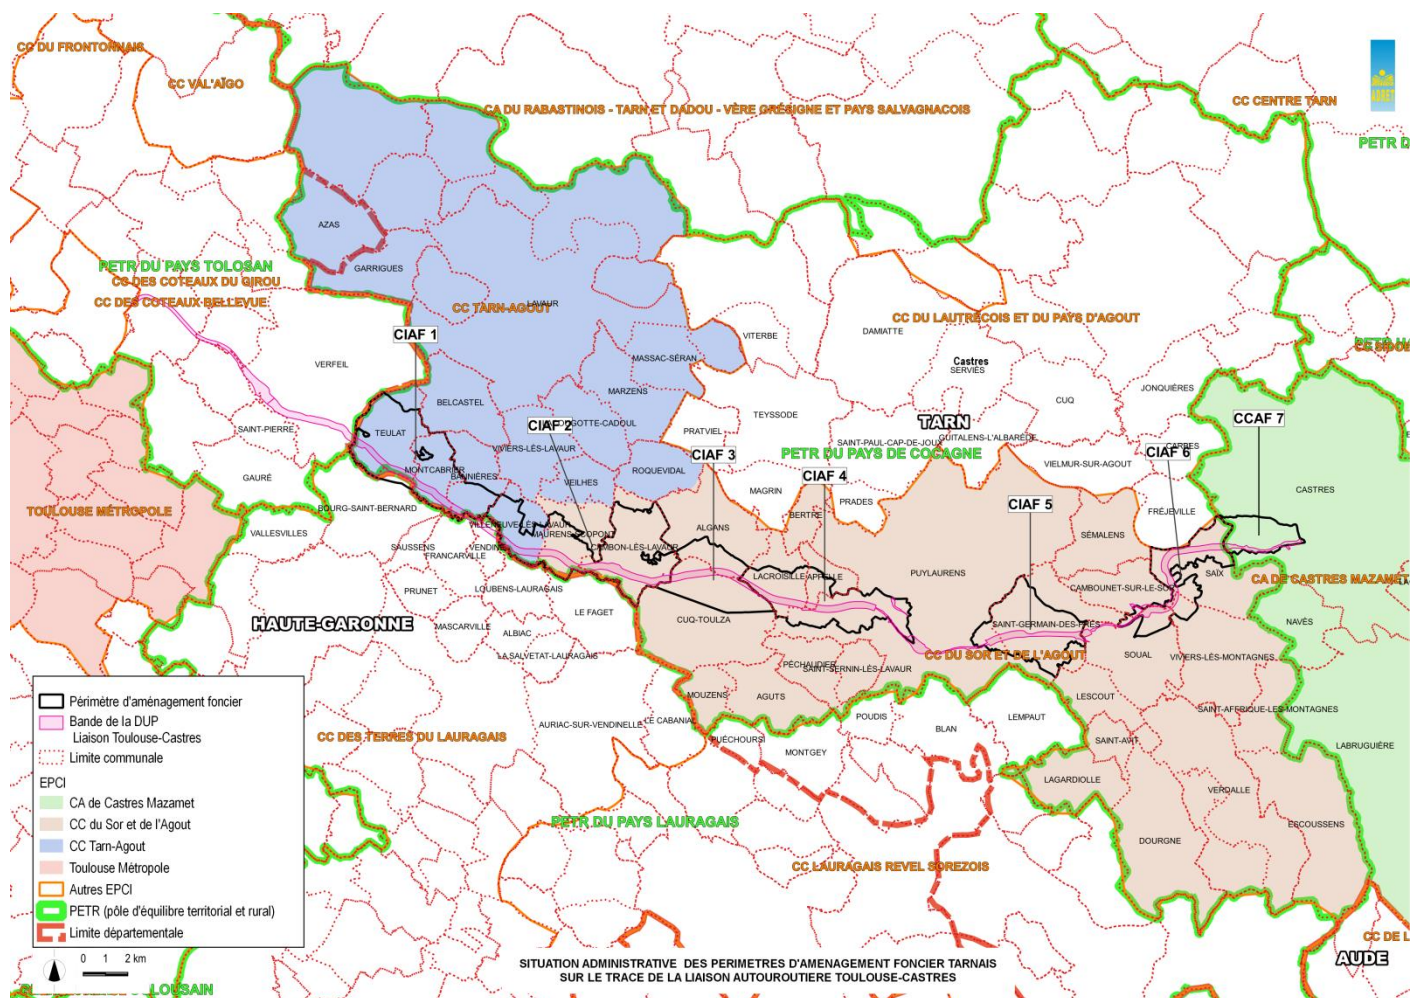 CC DU FRONTONNAIS
CC VAL'AÏGO
CA DU RABASTINOIS - TARN ET DADOU - VÈRE GRÉSIGNE ET PAYS SALVAGNACOIS
CC CENTRE TARN
PETR D
AZAS
GARRIGUES
PETR DU PAYS TOLOSAN
CC DES COTEAUX DU GIROU
CC DES COTEAUX BELLEVUE
CC TARN-AGOUT
LAVAUR
CC DU LAUTRECOIS ET DU PAYS D'AGOUT
DAMIATTE
VITERBE
CIAF 1
VERFEIL
MASSAC-SÉRAN
Castres
SERVIÈS
JONQUIÈRES
CUQ
BELCASTEL
MARZENS
TEYSSODE
TARN
CCAF 7
SAINT-PIERRE
TEULAT
CIAF 2
PRATVIEL
SAINT-PAUL-CAP-DE-JOUX
GUITALENS-L'ALBARÈDE
CARBES
VIVIERS-LÈS-LAVAUR
CIAF 3
PETR DU PAYS DE COCAGNE
CIAF 6
GAURÉ
MONTCABRIER
BANNIÈRES
ROQUEVIDAL
VIELMUR-SUR-AGOUT
VEILHES
CIAF 4
MAGRIN
PRADES
CASTRES
TOULOUSE MÉTROPOLE
BOURG-SAINT-BERNARD
BERTRE
CIAF 5
FRÉJEVILLE
VALLESVILLES
VILLENEUVE-LÈS-LAVAUR
MAURENS-SCOPONT
ALGANS
SÉMALENS
SAUSSENS
FRANCARVILLE
VENDINE
CAMBON-LÈS-LAVAUR
LACROISILLE
APPELLE
PUYLAURENS
SAÏX
CA DE CASTRES MAZAMET
PRUNET
LOUBENS-LAURAGAIS
CAMBOUNET-SUR-LE-SOR
LE FAGET
CUQ-TOULZA
HAUTE-GARONNE
MASCARVILLE
ALBIAC
SAINT-GERMAIN-DES-PRÉS
NAVÈS
LA SALVETAT-LAURAGAIS
PÉCHAUDIER
SAINT-SERNIN-LÈS-LAVAUR
CC DU SOR ET DE L'AGOUT
SOUAL
VIVIERS-LÈS-MONTAGNES
MOUZENS
AGUTS
LESCOUT
SAINT-AFFRIQUE-LES-MONTAGNES
AURIAC-SUR-VENDINELLE
LE CABANIAL
POUDIS
LEMPAUT
BLAN
CC DES TERRES DU LAURAGAIS
PUÉCHOURSI
MONTGEY
SAINT-AVIT
LABRUGUIÈRE
LAGARDIOLLE
VERDALLE
PETR DU PAYS LAURAGAIS
ESCOUSSENS
DOURGNE
CC LAURAGAIS REVEL SOREZOIS
CC DE L
AUDE
Périmètre d'aménagement foncier
Bande de la DUP
Liaison Toulouse-Castres
Limite communale
EPCI
CA de Castres Mazamet
CC du Sor et de l'Agout
CC Tarn-Agout
Toulouse Métropole
Autres EPCI
PETR (pôle d'équilibre territorial et rural)
Limite départementale
0 1 2 km
SITUATION ADMINISTRATIVE DES PERIMETRES D'AMENAGEMENT FONCIER TARNAIS
SUR LE TRACE DE LA LIAISON AUTOUROUTIERE TOULOUSE-CASTRES